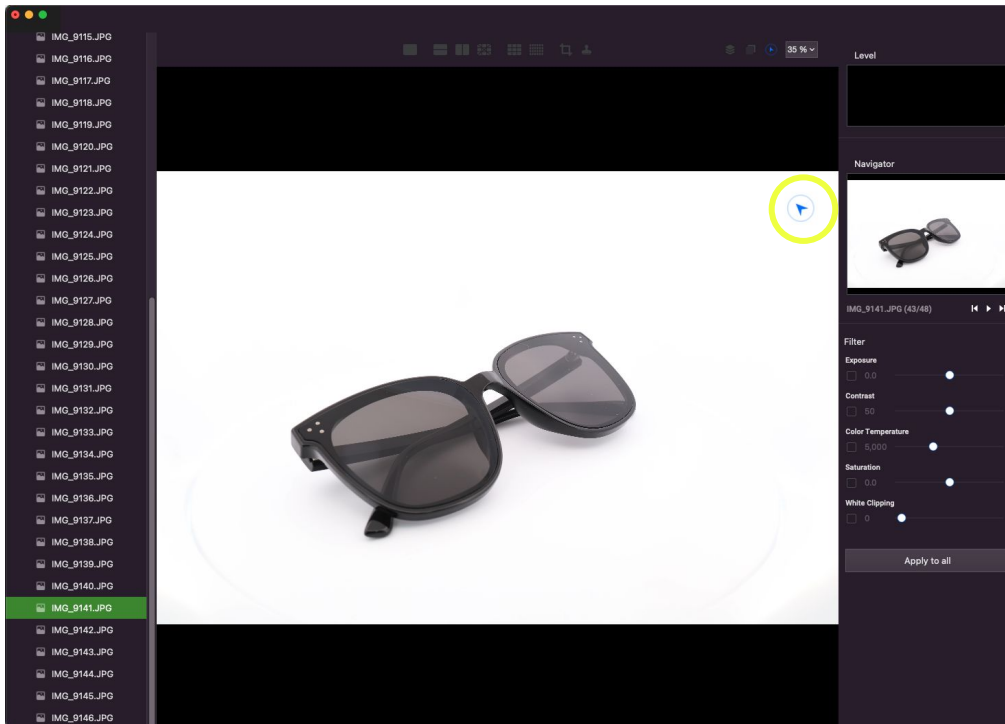 IMG_9115.JPG
IMG_9116.JPG
IMG_9117.JPG
IMG_9118.JPG
IMG_9119.JPG
IMG_9120.JPG
IMG_9121.JPG
IMG_9122.JPG
IMG_9123.JPG
IMG_9124.JPG
IMG_9125.JPG
IMG_9126.JPG
IMG_9127.JPG
IMG_9128.JPG
IMG_9129.JPG
IMG_9130.JPG
IMG_9131.JPG
IMG_9132.JPG
IMG_9133.JPG
IMG_9134.JPG
IMG_9135.JPG
IMG_9136.JPG
IMG_9137.JPG
IMG_9138.JPG
IMG_9139.JPG
IMG_9140.JPG
IMG_9141.JPG
IMG_9142.JPG
IMG_9143.JPG
IMG_9144.JPG
IMG_9145.JPG
IMG_9146.JPG
35 %
Level
Navigator
IMG_9141.JPG (43/48)
Filter
Exposure
0.0
Contrast
50
Color Temperature
5,000
Saturation
0.0
White Clipping
0
Apply to all